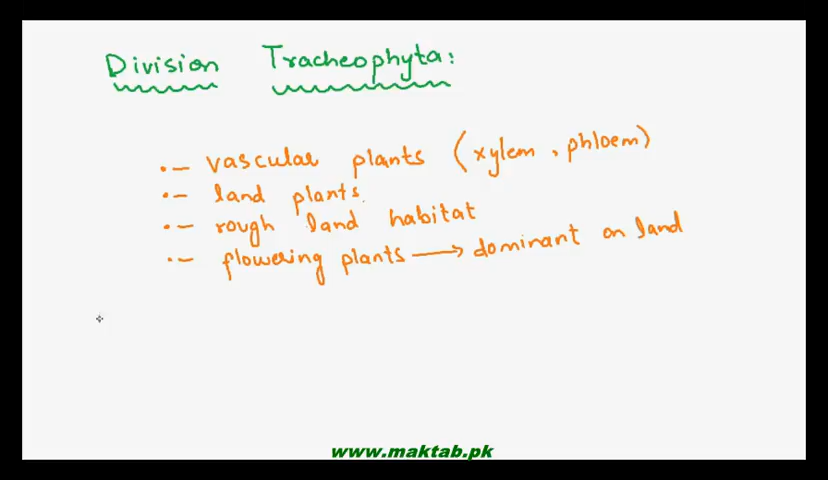 Division Tracheophyta:
.- vascular plants (xylem, phloem)
.- land plants.
.- rough land habitat
.- flowering plants → dominant on land
www.maktab.pk